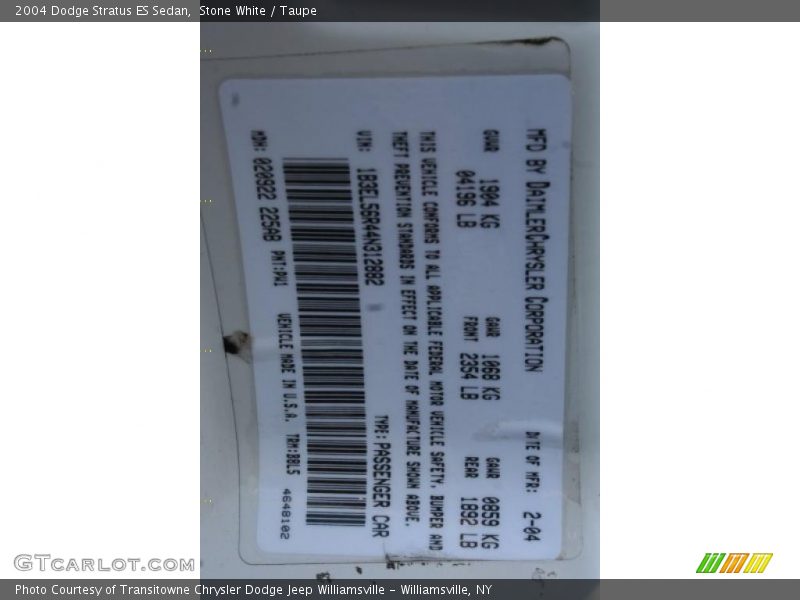 2004 Dodge Stratus ES Sedan, Stone White / Taupe
MFD BY DAIMLERCHRYSLER CORPORATION DATE OF MFR: 2-04
GVWR 1904 KG GAWR 1068 KG GAWR 0859 KG
04196 LB FRONT 2354 LB REAR 1892 LB
THIS VEHICLE CONFORMS TO ALL APPLICABLE FEDERAL MOTOR VEHICLE SAFETY, BUMPER AND
THEFT PREVENTION STANDARDS IN EFFECT ON THE DATE OF MANUFACTURE SHOWN ABOVE.
VIN: 1B3EL56R44N312882 TYPE: PASSENGER CAR
MDH: 020922 225AB PNT:PW1 VEHICLE MADE IN U.S.A. TRM:BBL5
4648102
GTCARLOT.COM
Photo Courtesy of Transitowne Chrysler Dodge Jeep Williamsville - Williamsville, NY